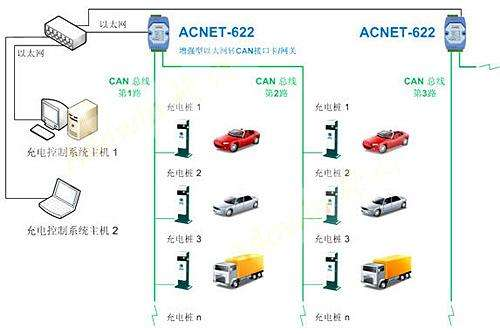 以太网
以太网
ACNET-622
增强型以太网转CAN接口卡/网关
ACNET-622
CAN 总线
第1路
CAN 总线
第2路
CAN 总线
第3路
充电桩 1
充电桩 1
充电控制系统主机 1
充电桩 2
充电桩 2
充电控制系统主机 2
充电桩 3
充电桩 3
充电桩 n
充电桩 n